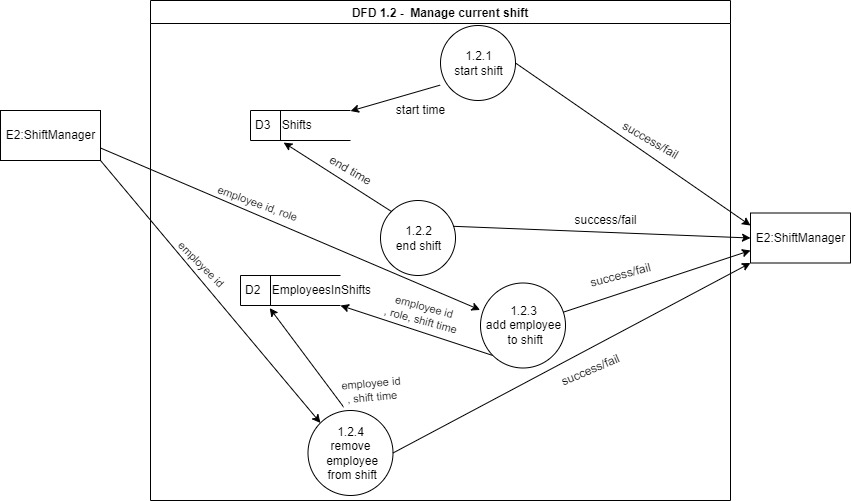 DFD 1.2 -  Manage current shift
1.2.1
start shift
start time
D3
Shifts
E2:ShiftManager
success/fail
end time
employee id, role
1.2.2
end shift
success/fail
E2:ShiftManager
employee id
success/fail
D2
EmployeesInShifts
employee id
, role, shift time
1.2.3
add employee
to shift
success/fail
employee id
, shift time
1.2.4
remove
employee
from shift